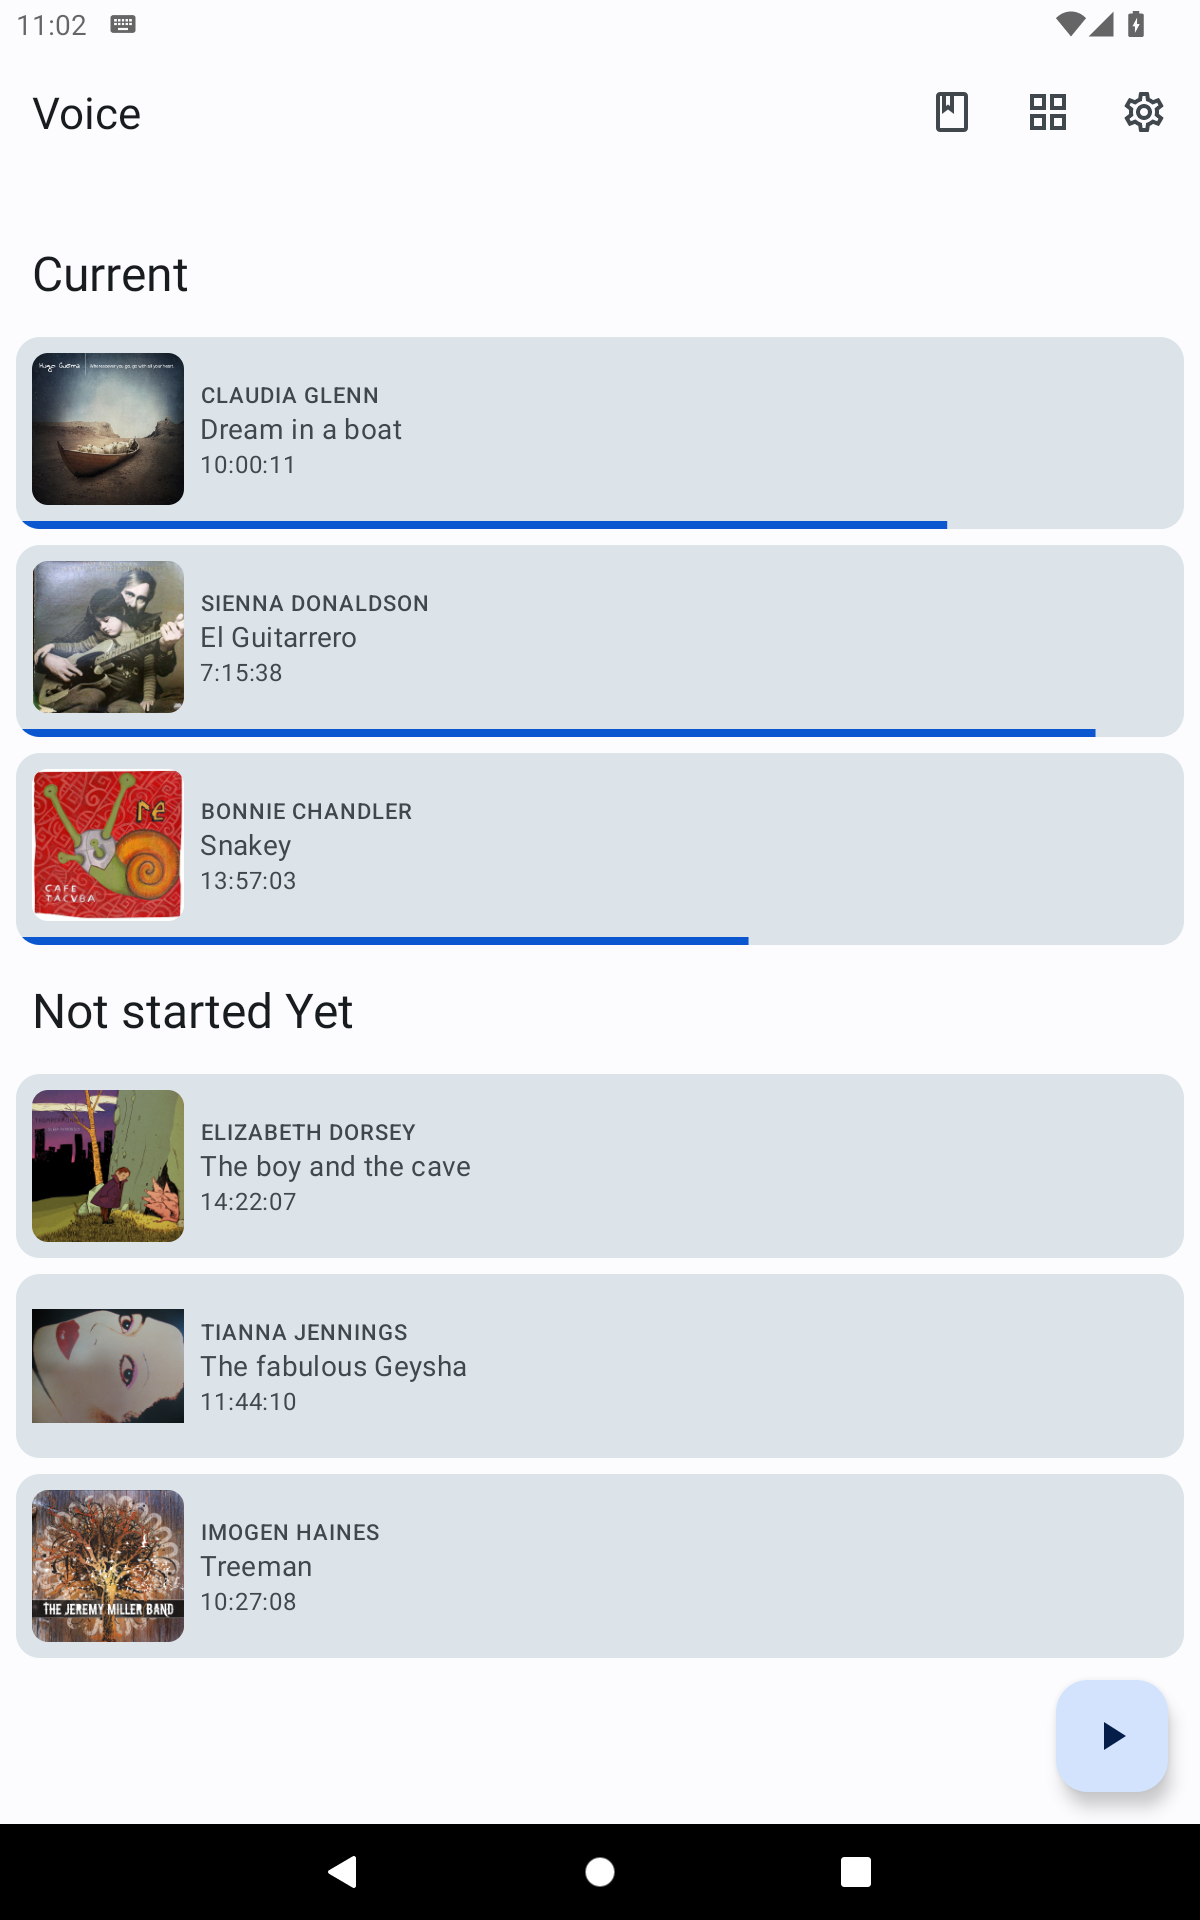 11:02
Voice
Current
Hugo Guerra
CLAUDIA GLENN
Dream in a boat
10:00:11
SIENNA DONALDSON
El Guitarrero
7:15:38
re
CAFE
TACVBA
BONNIE CHANDLER
Snakey
13:57:03
Not started Yet
ELIZABETH DORSEY
The boy and the cave
14:22:07
TIANNA JENNINGS
The fabulous Geysha
11:44:10
THE JEREMY MILLER BAND
IMOGEN HAINES
Treeman
10:27:08